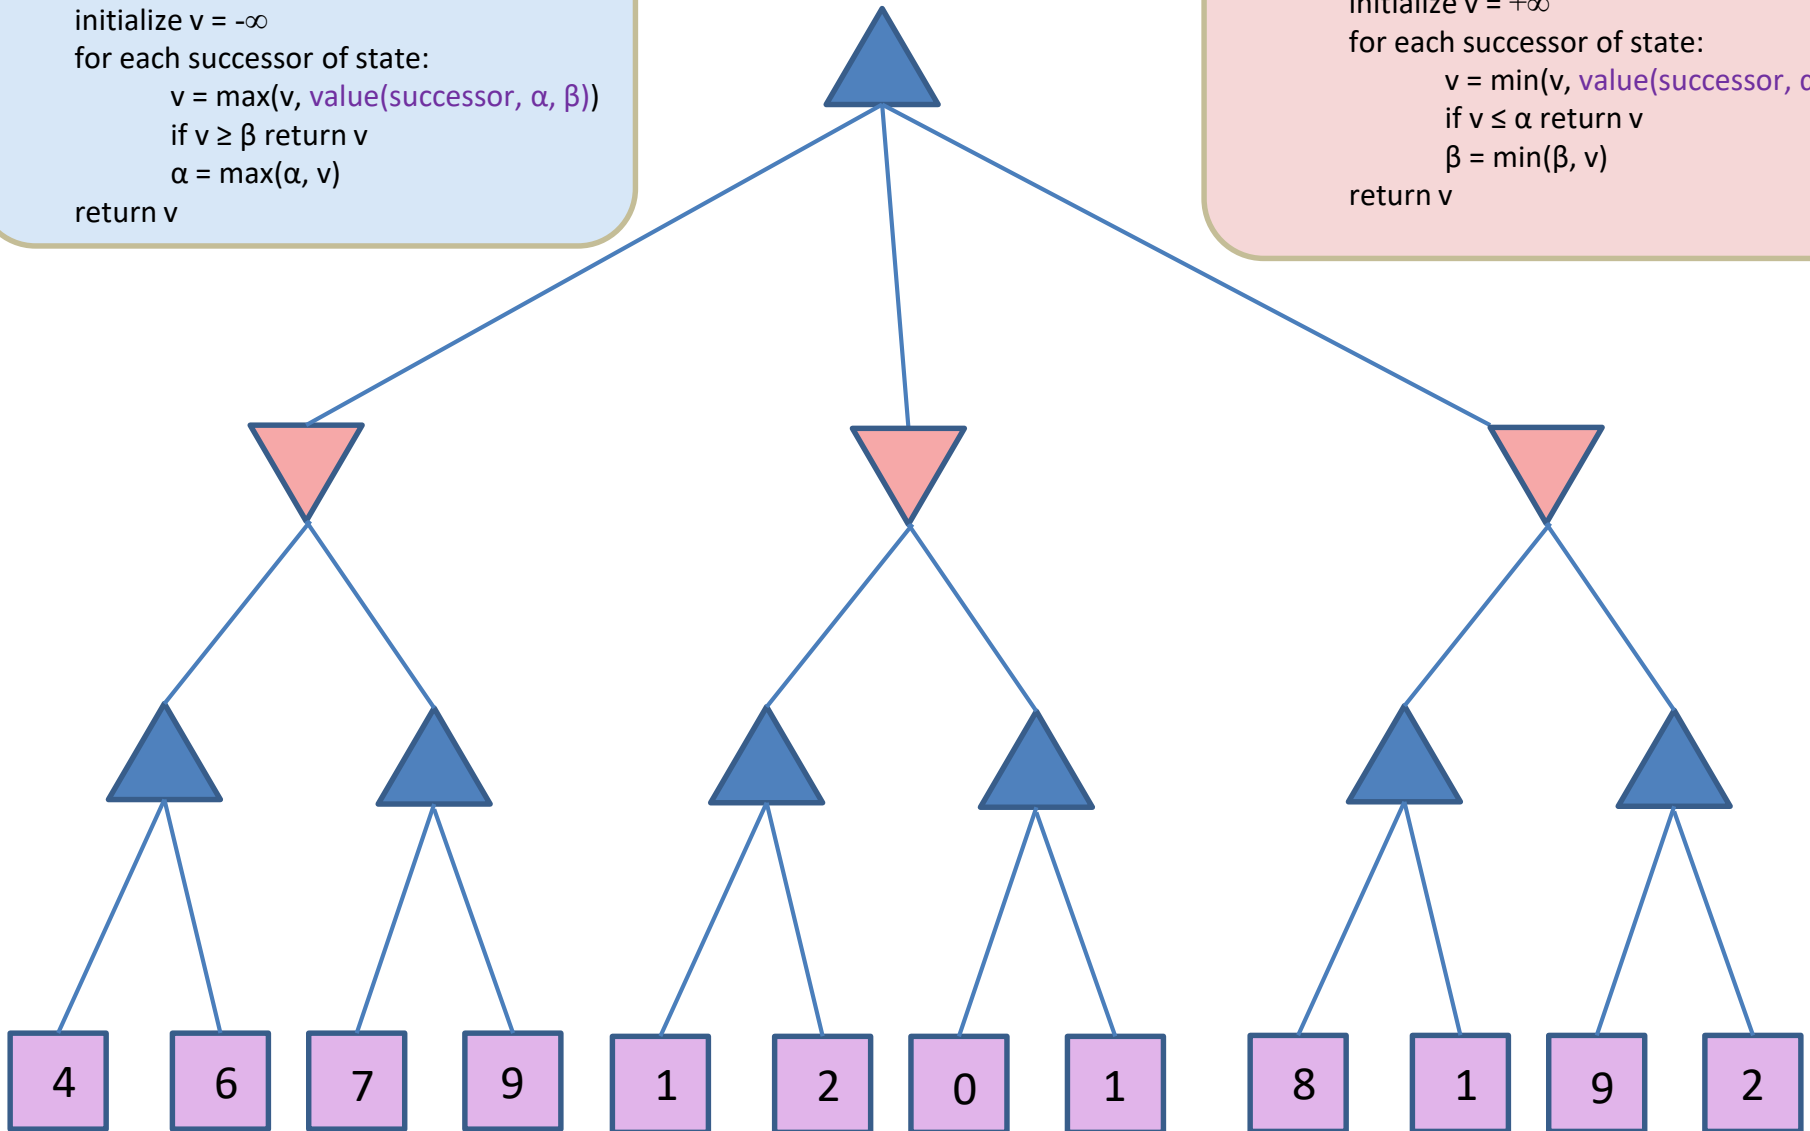 initialize v = -∞
for each successor of state:
v = max(v, value(successor, α, β))
if v ≥ β return v
α = max(α, v)
return v
initialize v = +∞
for each successor of state:
v = min(v, value(successor,
if v ≤ α return v
β = min(β, v)
return v
4 6 7 9 1 2 0 1 8 1 9 2